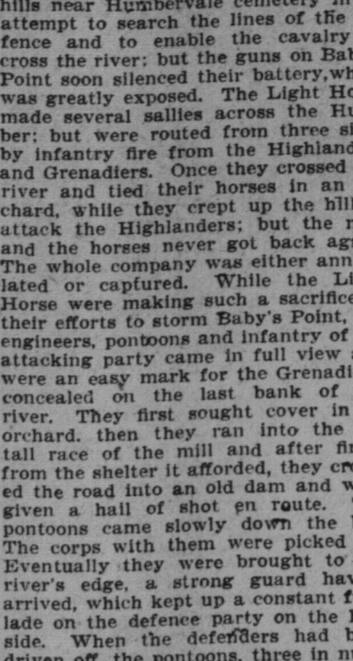 hills near Humbervale cemetery in
attempt to search the lines of the
fence and to enable the cavalry
cross the river: but the guns on Bab
Point soon silenced their battery, wh
was greatly exposed. The Light Ho
made several sallies across the Hu
ber; but were routed from three si
by infantry fire from the Highland
and Grenadiers. Once they crossed
river and tied their horses in an
chard, while they crept up the hill
attack the Highlanders; but the
and the horses never got back aga
The whole company was either ann
lated or captured. While the Li
Horse were making such a sacrifice
their efforts to storm Baby's Point,
engineers, pontoons and infantry of
attacking party came in full view
were an easy mark for the Grenadi
concealed on the last bank of
river. They first sought cover in
orchard. then they ran into the
tall race of the mill and after fi
from the shelter it afforded, they cr
ed the road into an old dam and w
given a hail of shot en route.
pontoons came slowly down the
The corps with them were picked
Eventually they were brought to
river's edge, a strong guard hav
arrived, which kept up a constant f
lade on the defence party on the
side. When the defenders had b
driven off the pontoons, three in